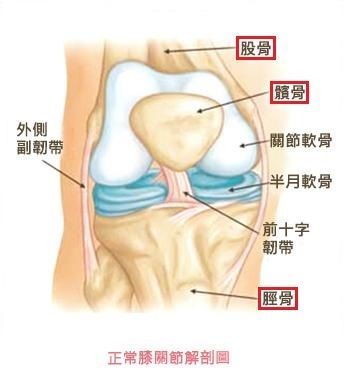 股骨
髕骨
外側
副韌帶
關節軟骨
半月軟骨
前十字
韌帶
脛骨
正常膝關節解剖圖